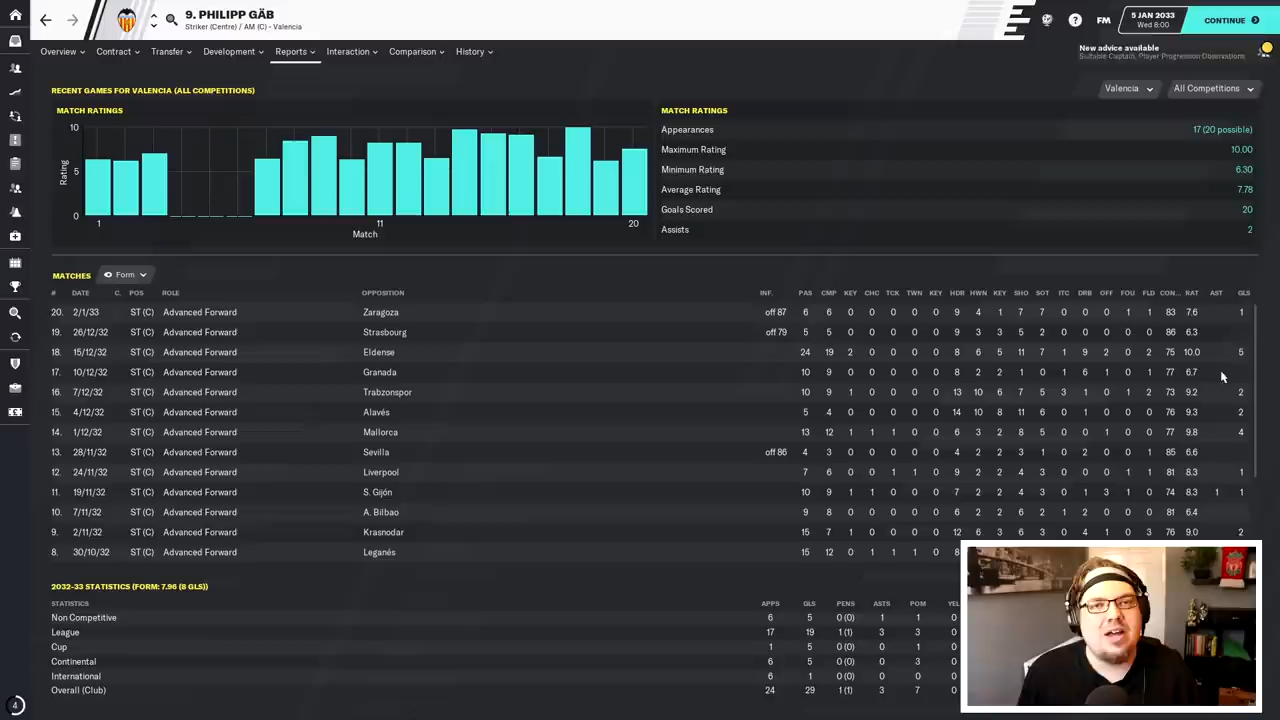 9. PHILIPP GÄB
Striker (Centre) / AM (C) - Valencia
FM
5 JAN 2033
Wed 8:00
CONTINUE
Overview
Contract
Transfer
Development
Reports
Interaction
Comparison
History
New advice available
Suitable Captain, Player Progression Observations
RECENT GAMES FOR VALENCIA (ALL COMPETITIONS)
Valencia
All Competitions
MATCH RATINGS
10
5
0
Rating
1
11
20
Match
MATCH RATINGS
Appearances 17 (20 possible)
Maximum Rating 10.00
Minimum Rating 6.30
Average Rating 7.78
Goals Scored 20
Assists 2
MATCHES Form
# DATE C. POS ROLE OPPOSITION INF. PAS CMP KEY CHC TCK TWN KEY HDR HWN KEY SHO SOT ITC DRB OFF FOU FLD CON... RAT AST GLS
20. 2/1/33 ST (C) Advanced Forward Zaragoza off 87 6 6 0 0 0 0 0 9 4 1 7 7 0 0 0 1 1 83 7.6 1
19. 26/12/32 ST (C) Advanced Forward Strasbourg off 79 5 5 0 0 0 0 0 9 3 3 5 2 0 0 0 0 0 86 6.3
18. 15/12/32 ST (C) Advanced Forward Eldense 24 19 2 0 0 0 0 8 6 5 11 7 1 9 2 0 2 75 10.0 5
17. 10/12/32 ST (C) Advanced Forward Granada 10 9 0 0 0 0 0 8 2 2 1 0 1 6 1 0 1 77 6.7
16. 7/12/32 ST (C) Advanced Forward Trabzonspor 10 9 1 0 0 0 0 13 10 6 7 5 3 1 0 1 2 73 9.2 2
15. 4/12/32 ST (C) Advanced Forward Alavés 5 4 0 0 0 0 0 14 10 8 11 6 0 1 0 0 0 76 9.3 2
14. 1/12/32 ST (C) Advanced Forward Mallorca 13 12 1 1 1 0 0 6 3 2 8 5 0 0 1 0 0 77 9.8 4
13. 28/11/32 ST (C) Advanced Forward Sevilla off 86 4 3 0 0 0 0 0 4 2 2 3 1 0 2 0 0 1 85 6.6
12. 24/11/32 ST (C) Advanced Forward Liverpool 7 6 0 0 1 1 0 9 2 2 4 3 0 0 0 1 1 81 8.3 1
11. 19/11/32 ST (C) Advanced Forward S. Gijón 10 9 1 1 0 0 0 7 2 2 4 3 0 1 3 1 0 74 8.3 1 1
10. 7/11/32 ST (C) Advanced Forward A. Bilbao 9 8 0 0 0 0 0 6 2 2 6 2 1 2 0 0 0 81 6.4
9. 2/11/32 ST (C) Advanced Forward Krasnodar 15 7 1 0 0 0 0 12 6 3 6 3 0 4 1 0 3 76 9.0 2
8. 30/10/32 ST (C) Advanced Forward Leganés 15 12 0 1 1 1 0 8
2032-33 STATISTICS (FORM: 7.96 (8 GLS))
STATISTICS APPS GLS PENS ASTS POM YEL
Non Competitive 6 5 0 (0) 1 1 0
League 17 19 1 (1) 3 3 0
Cup 1 5 0 (0) 0 1 0
Continental 6 5 0 (0) 0 3 0
International 6 1 0 (0) 0 0 0
Overall (Club) 24 29 1 (1) 3 7 0
4